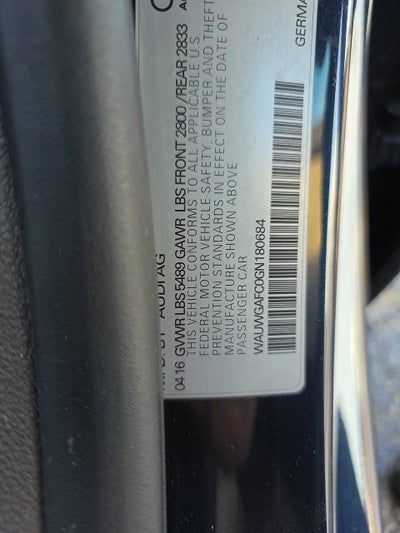 GERMA
MFD. BY AUDI AG
04 16 GVWR LBS 5489 GAWR LBS FRONT 2800 / REAR 2833
THIS VEHICLE CONFORMS TO ALL APPLICABLE U S
FEDERAL MOTOR VEHICLE SAFETY, BUMPER AND THEFT
PREVENTION STANDARDS IN EFFECT ON THE DATE OF
MANUFACTURE SHOWN ABOVE
PASSENGER CAR
WAUWGAFC0GN180684